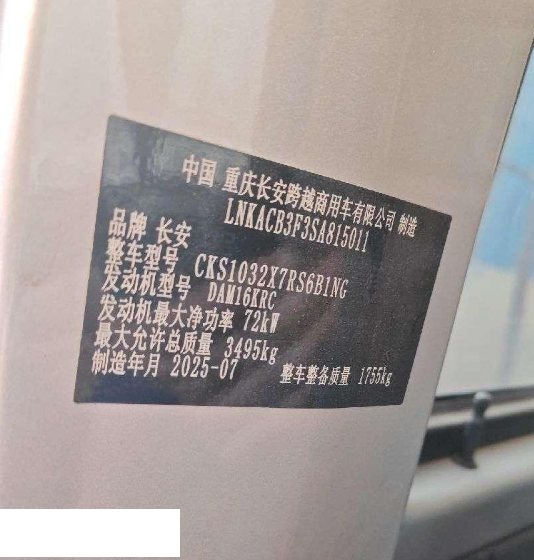 中国 重庆长安跨越商用车有限公司 制造
LNKACB3F3SA815011
品牌 长安
整车型号 CKS1032X7RS6B1NG
发动机型号 DAM16KRC
发动机最大净功率 72kW
最大允许总质量 3495kg
制造年月 2025-07 整车整备质量 1755kg